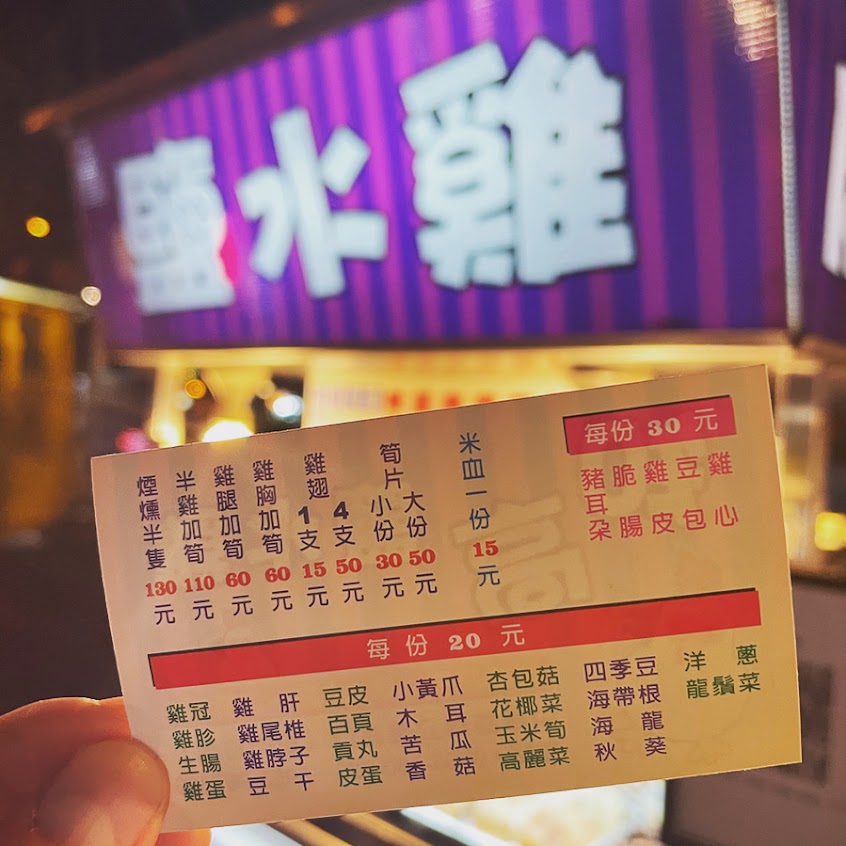 鹽水雞
煙燻半隻 130元
半雞加筍 110元
雞腿加筍 60元
雞胸加筍 60元
雞翅
1支 15元
4支 50元
筍片
小份 30元
大份 50元
米血一份 15元
每份 30 元
豬耳朵
脆腸
雞皮
豆包
雞心
每份 20 元
雞冠
雞胗
生腸
雞蛋
雞肝
雞尾椎
雞脖子
豆干
豆皮
百頁
貢丸
皮蛋
小黃爪
木耳
苦瓜
香菇
杏包菇
花椰菜
玉米筍
高麗菜
四季豆
海帶根
海龍
秋葵
洋蔥
龍鬚菜